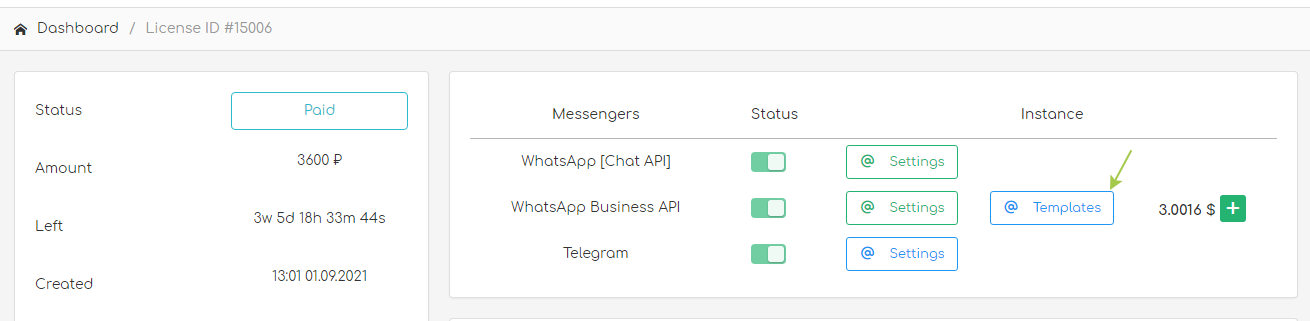 Dashboard / License ID #15006
Status Paid
Amount 3600 ₽
Left 3w 5d 18h 33m 44s
Created 13:01 01.09.2021
Messengers Status Instance
WhatsApp [Chat API] @ Settings
WhatsApp Business API @ Settings @ Templates 3.0016 $ +
Telegram @ Settings